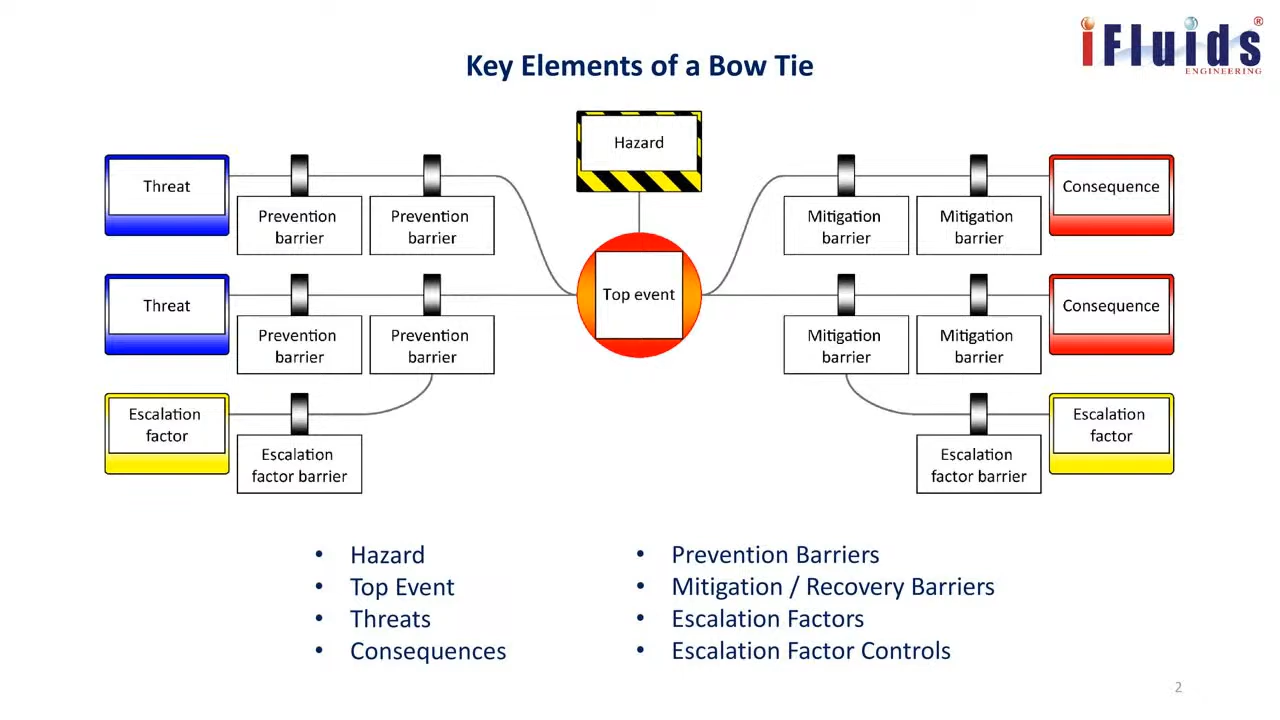 iFluids®
ENGINEERING
Key Elements of a Bow Tie
Hazard
Threat
Prevention
barrier
Prevention
barrier
Mitigation
barrier
Mitigation
barrier
Consequence
Top event
Threat
Prevention
barrier
Prevention
barrier
Mitigation
barrier
Mitigation
barrier
Consequence
Escalation
factor
Escalation
factor barrier
Escalation
factor barrier
Escalation
factor
• Hazard
• Top Event
• Threats
• Consequences
• Prevention Barriers
• Mitigation / Recovery Barriers
• Escalation Factors
• Escalation Factor Controls
2